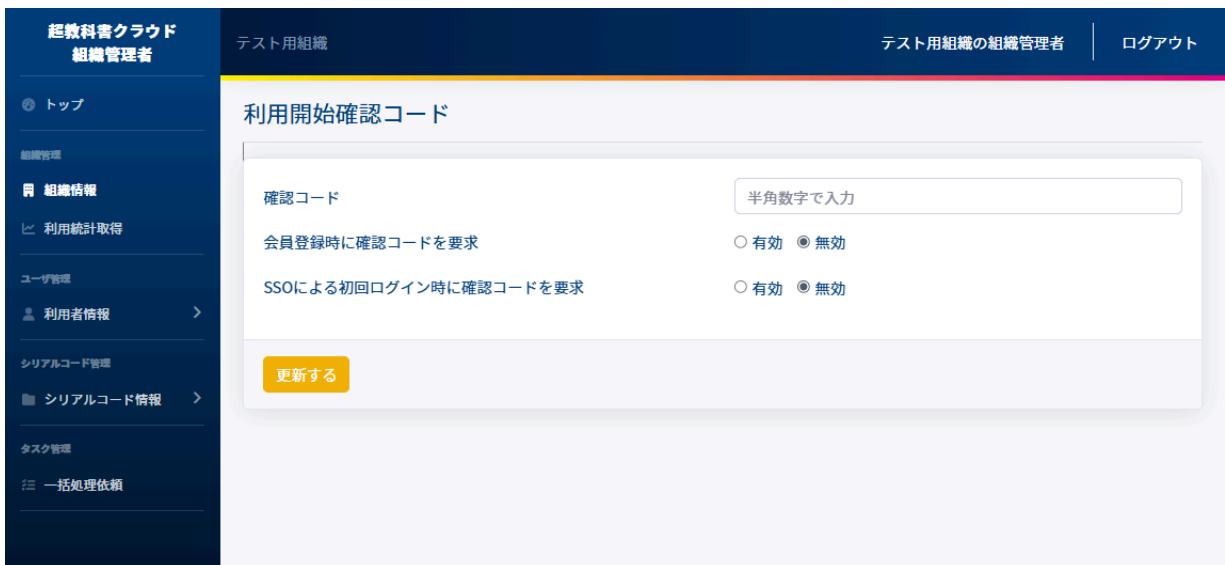 超教科書クラウド
組織管理者
テスト用組織
テスト用組織の組織管理者
ログアウト
トップ
組織管理
組織情報
利用統計取得
ユーザ管理
利用者情報
シリアルコード管理
シリアルコード情報
タスク管理
一括処理依頼
利用開始確認コード
確認コード
半角数字で入力
会員登録時に確認コードを要求
有効 無効
SSOによる初回ログイン時に確認コードを要求
有効 無効
更新する